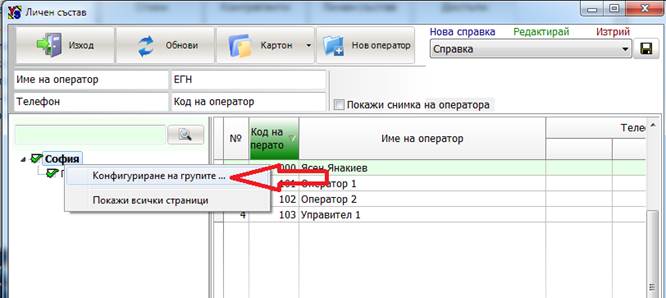 Личен състав
Изход
Обнови
Картон
Нов оператор
Нова справка
Редактирай
Изтрий
Справка
Име на оператор
ЕГН
Телефон
Код на оператор
Покажи снимка на оператора
№
Код на перато
Име на оператор
София
Конфигуриране на групите ...
Покажи всички страници
000 Ясен Янакиев
101 Оператор 1
102 Оператор 2
4 103 Управител 1